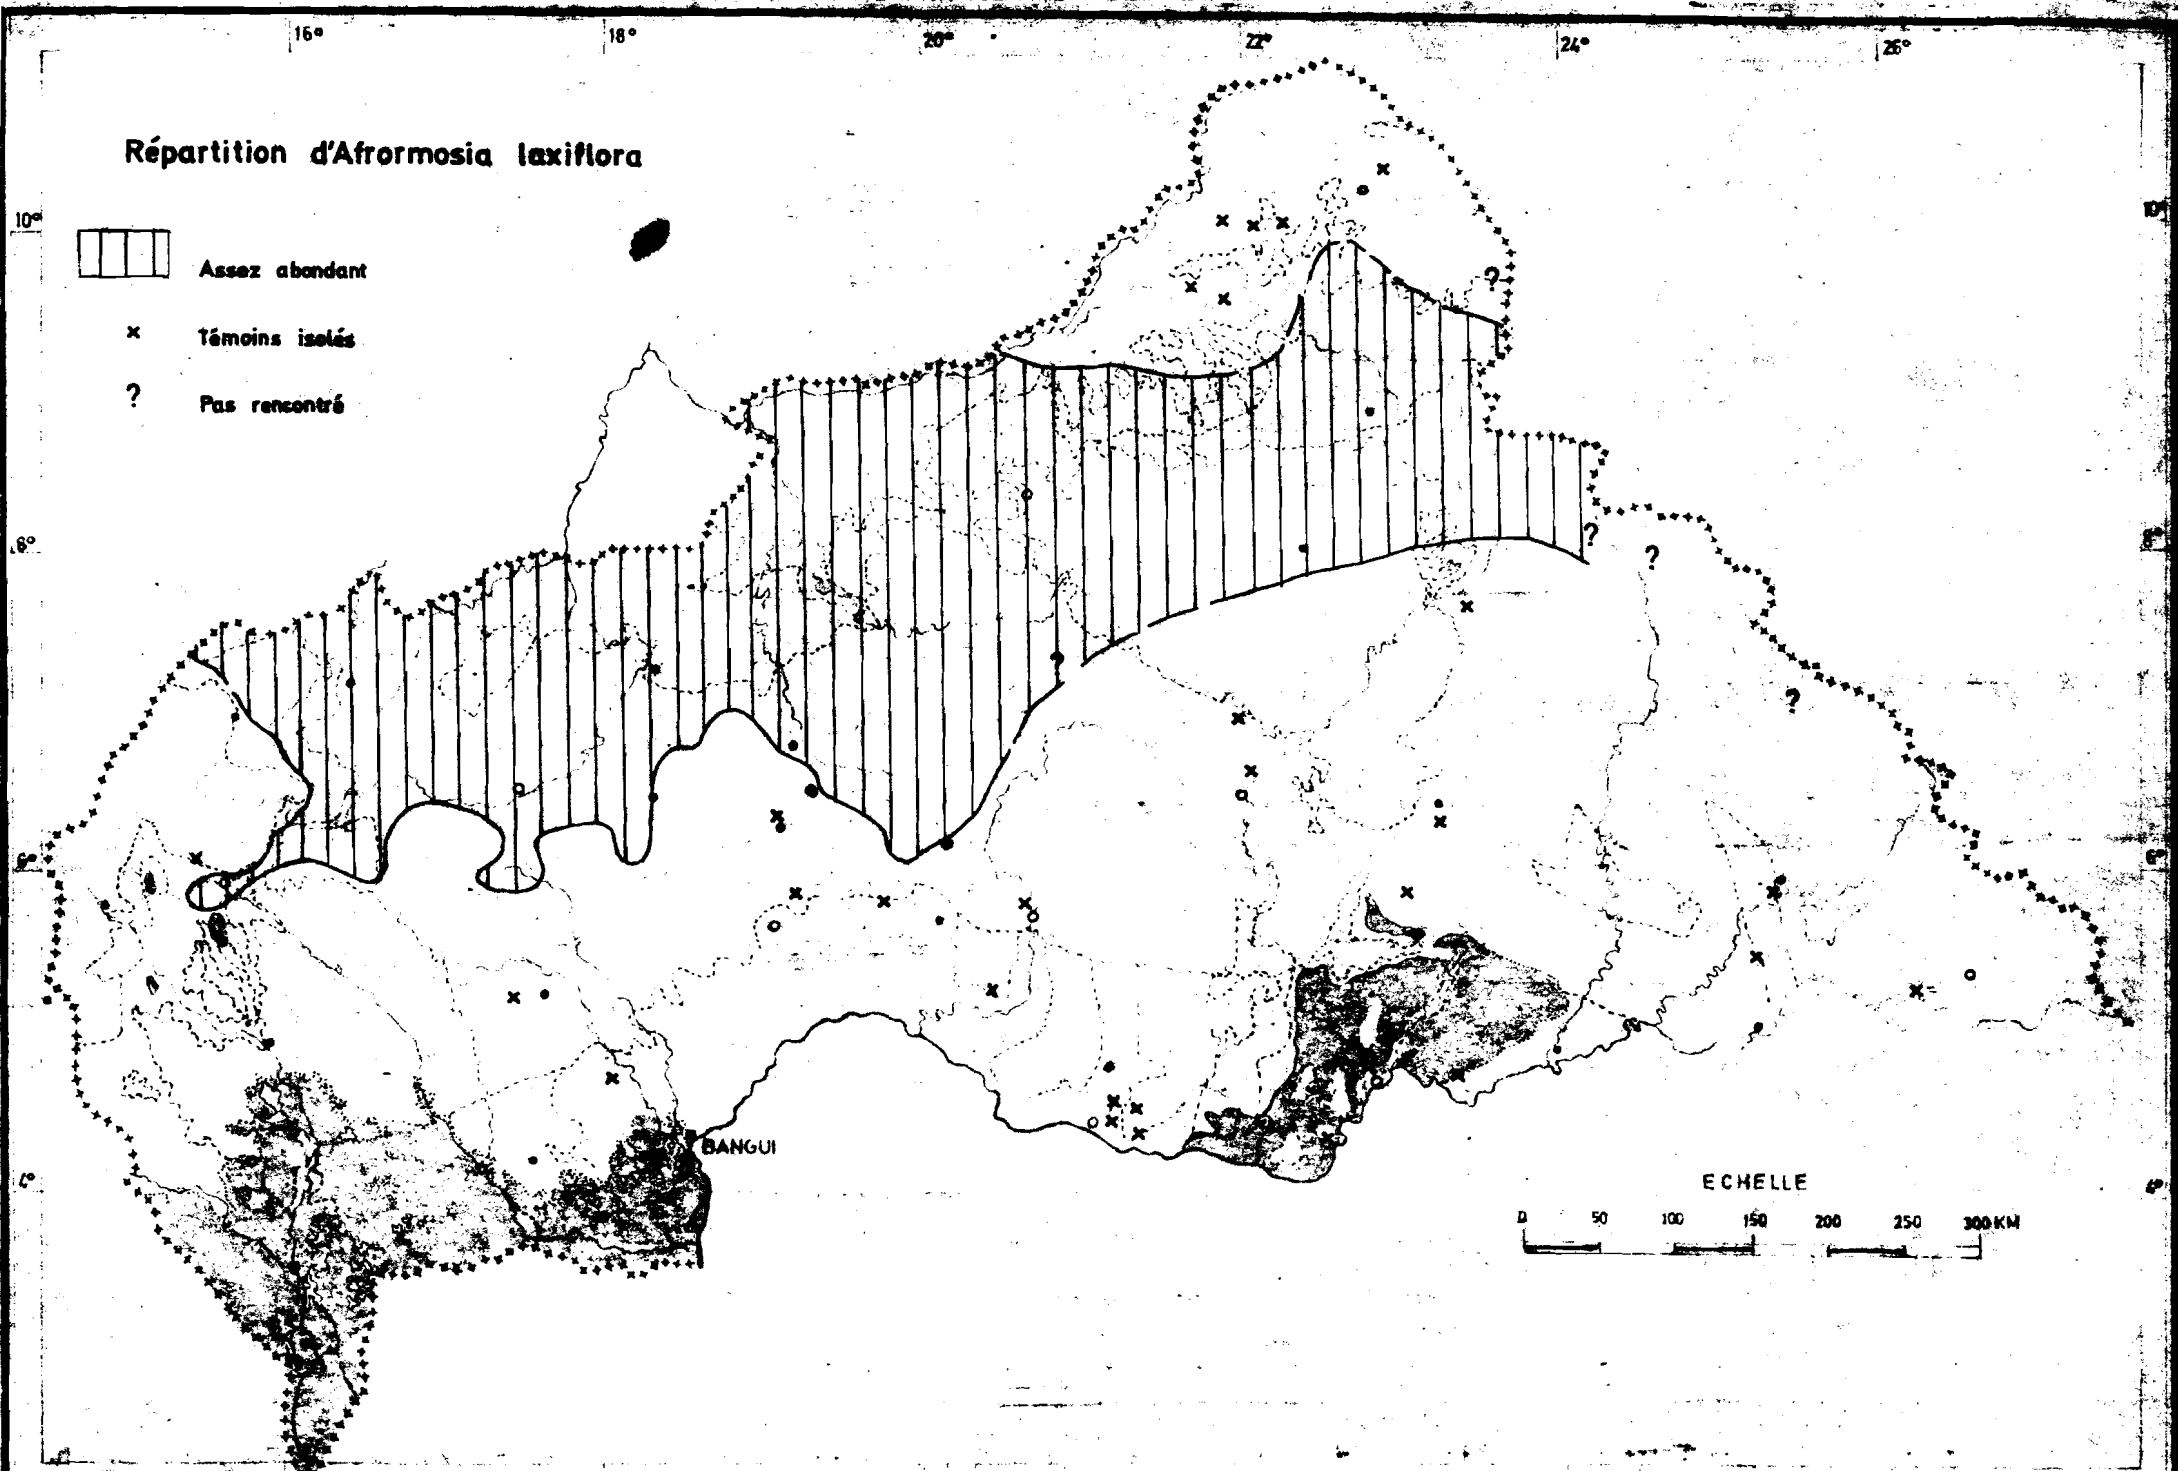 16° 18° 20° 22° 24° 26°
Répartition d'Afrormosia laxiflora
10° 10°
Assez abondant
x Témoins isolés
? Pas rencontré
?
8° 8°
? ?
?
?
6° 6°
BANGUI
4° 4°
ECHELLE
0 50 100 150 200 250 300 KM